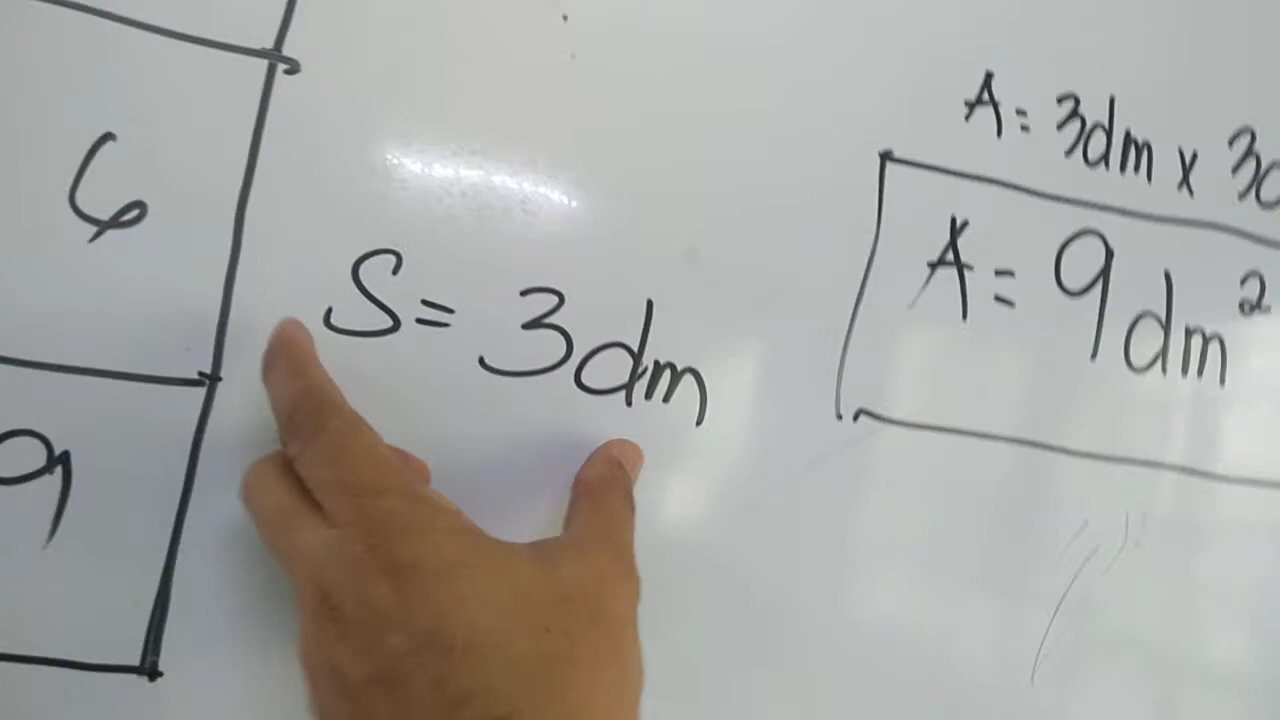 6
9
S = 3dm
A = 3dm x 3
A = 9dm²